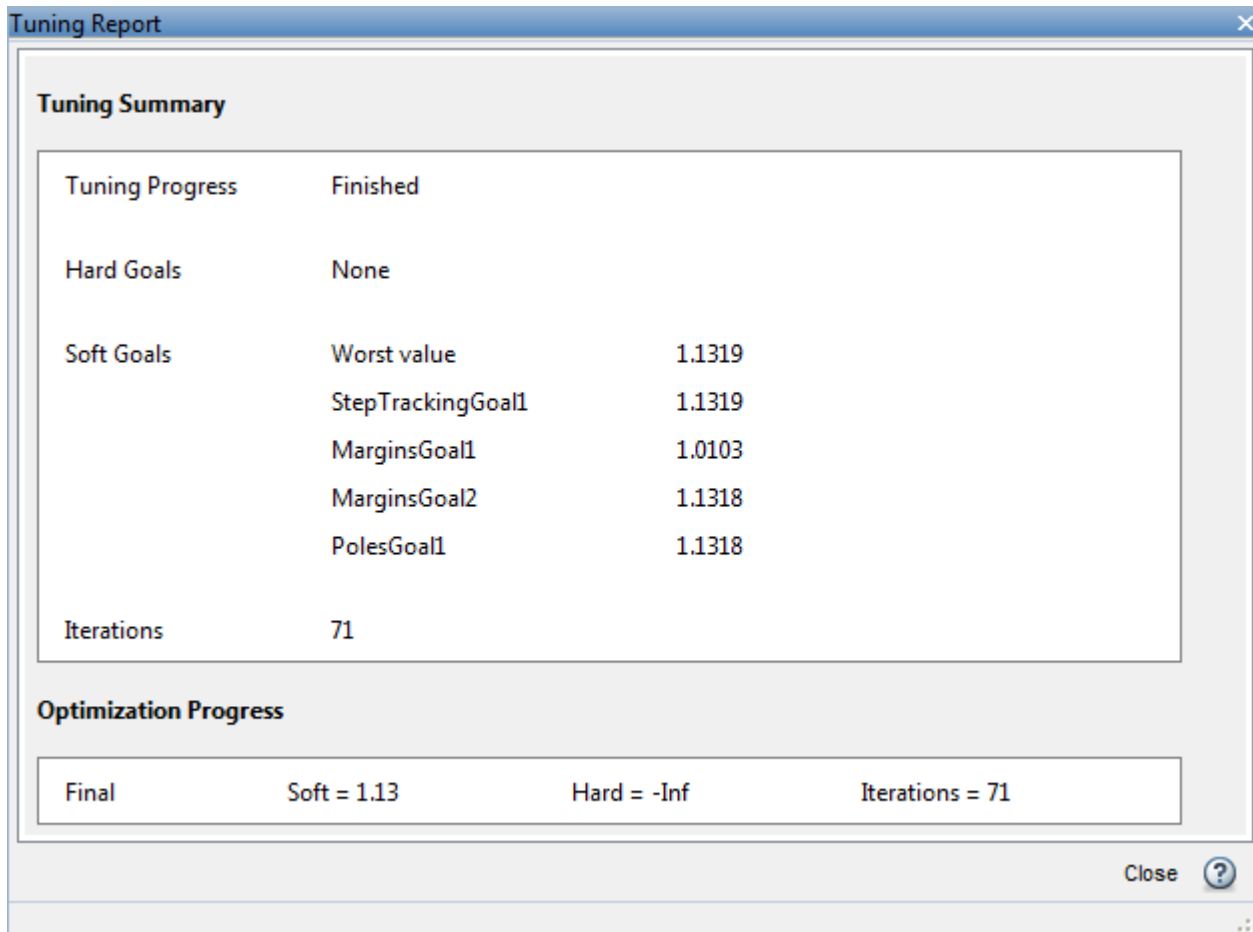 Tuning Report
Tuning Summary
Tuning Progress Finished
Hard Goals None
Soft Goals Worst value 1.1319
StepTrackingGoal1 1.1319
MarginsGoal1 1.0103
MarginsGoal2 1.1318
PolesGoal1 1.1318
Iterations 71
Optimization Progress
Final Soft = 1.13 Hard = -Inf Iterations = 71
Close ?